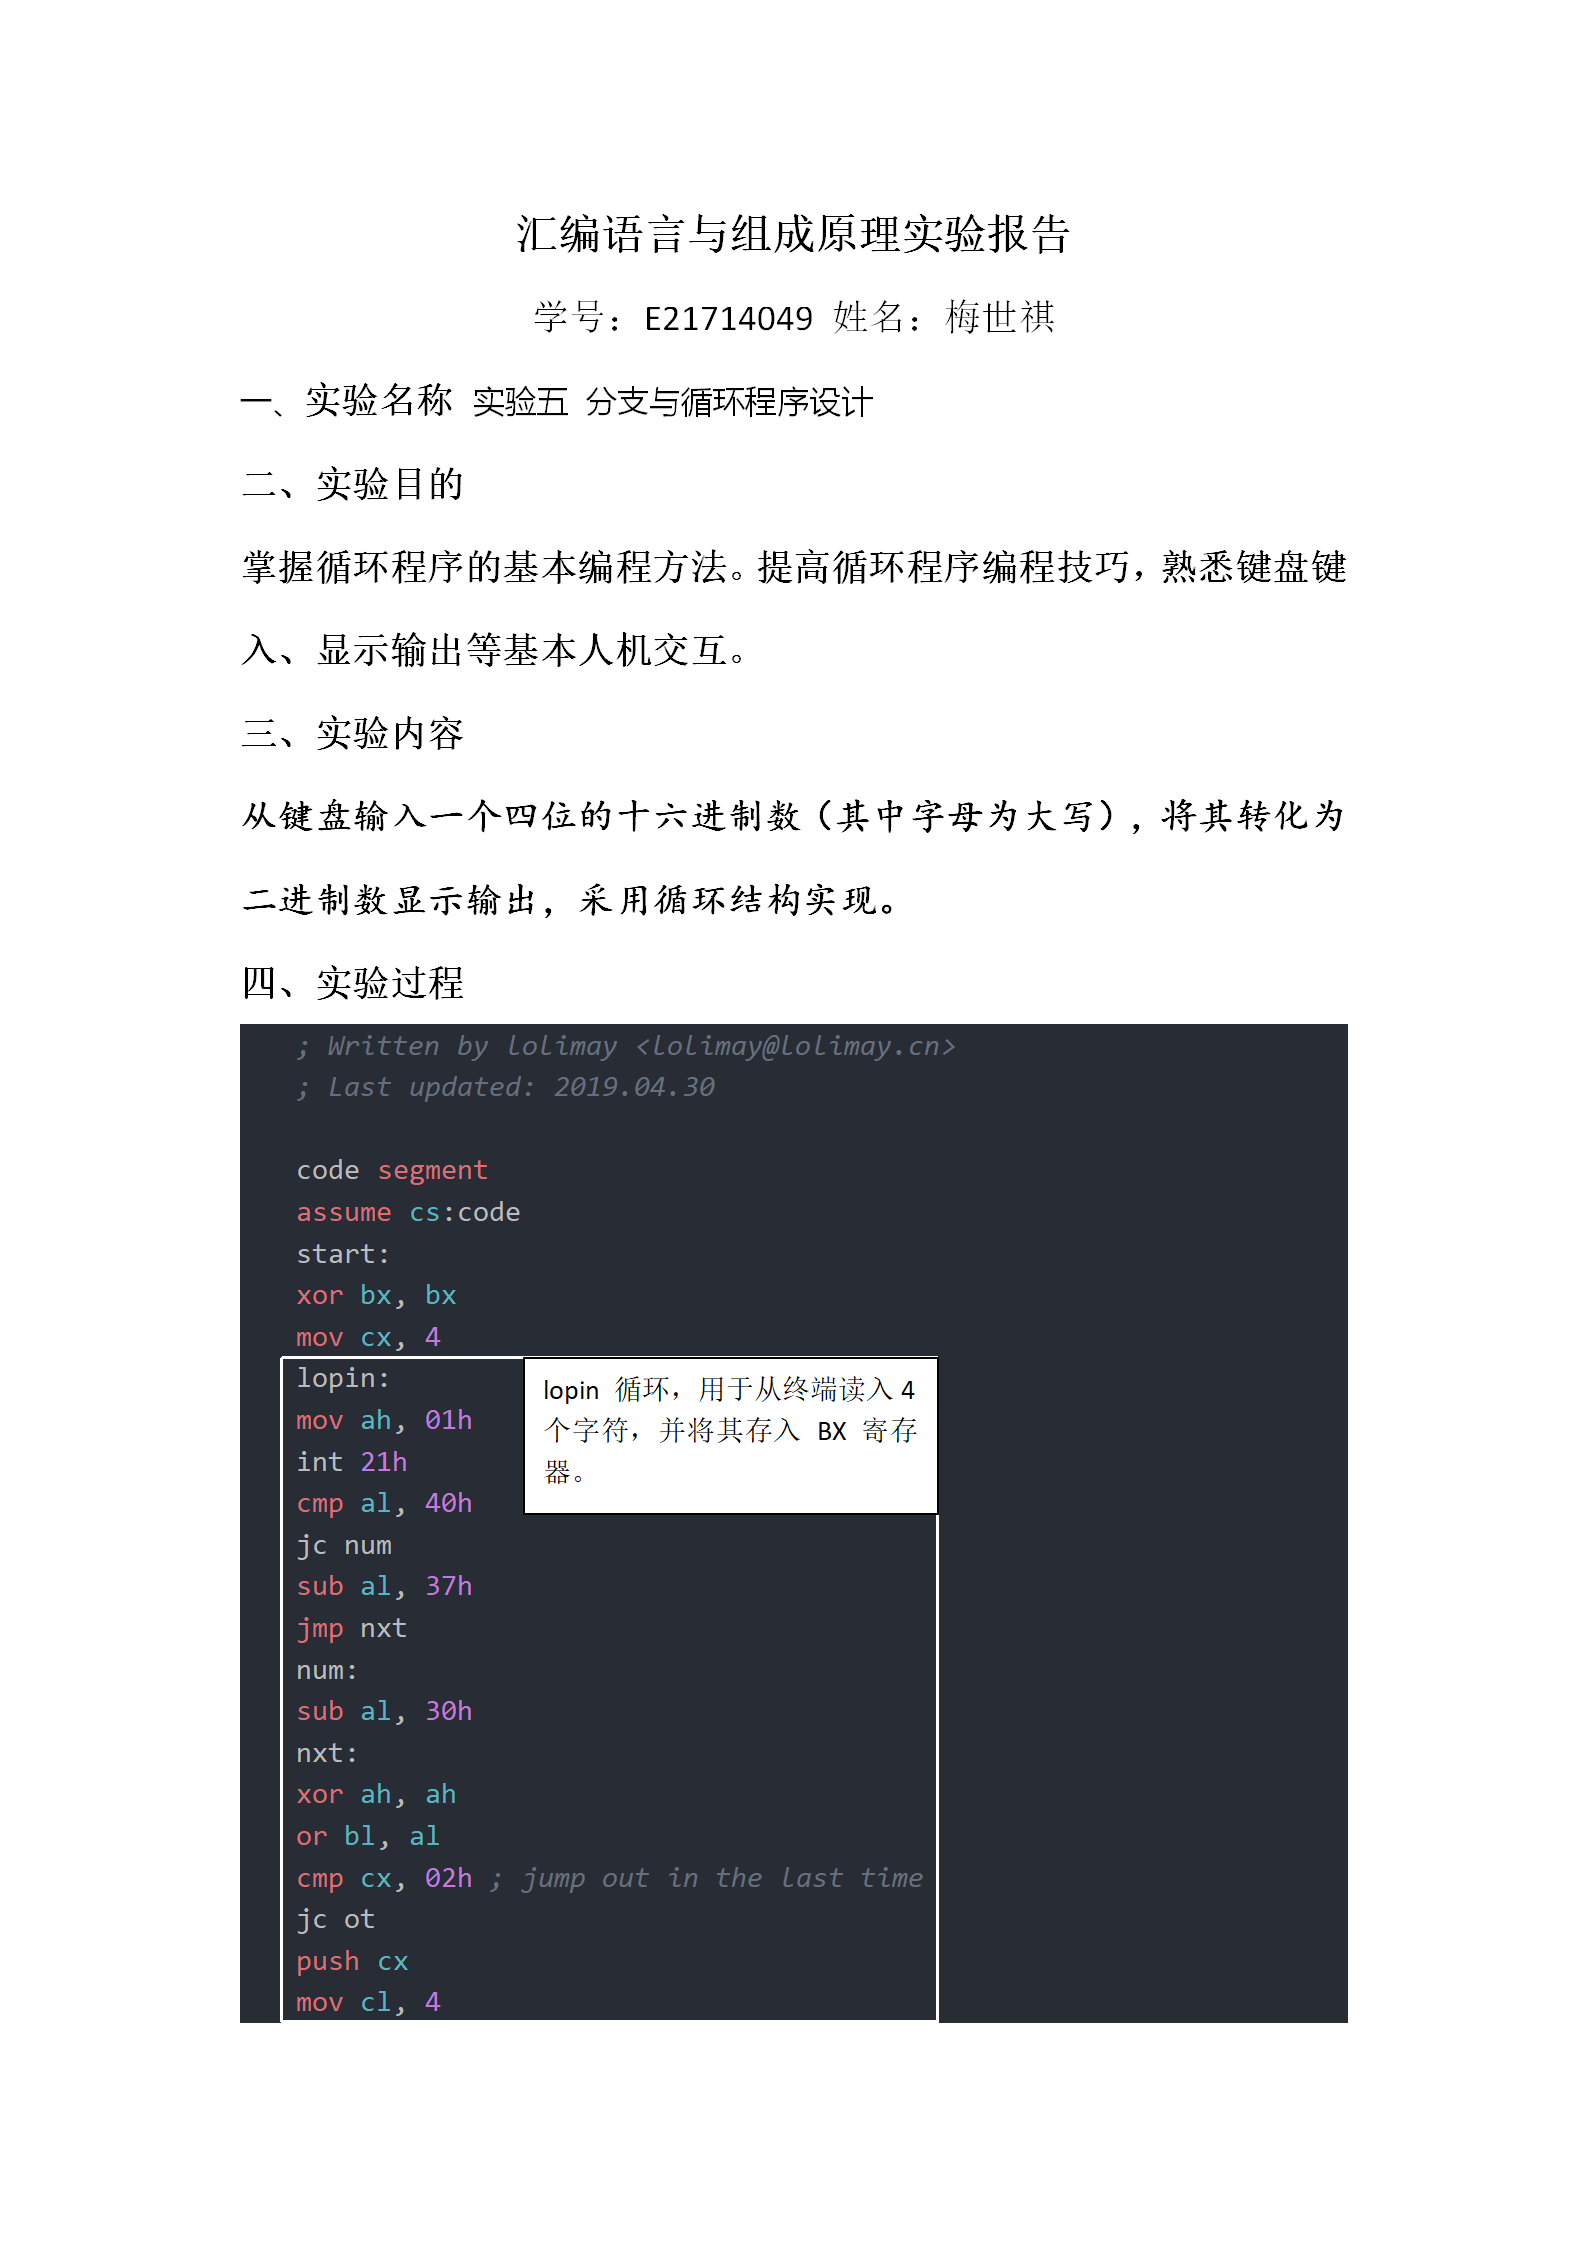 汇编语言与组成原理实验报告
学号：E21714049 姓名：梅世祺
一、实验名称 实验五 分支与循环程序设计
二、实验目的
掌握循环程序的基本编程方法。提高循环程序编程技巧，熟悉键盘键
入、显示输出等基本人机交互。
三、实验内容
从键盘输入一个四位的十六进制数（其中字母为大写），将其转化为
二进制数显示输出，采用循环结构实现。
四、实验过程
; Written by lolimay <lolimay@lolimay.cn>
; Last updated: 2019.04.30
code segment
assume cs:code
start:
xor bx, bx
mov cx, 4
lopin:
mov ah, 01h
int 21h
cmp al, 40h
jc num
sub al, 37h
jmp nxt
num:
sub al, 30h
nxt:
xor ah, ah
or bl, al
cmp cx, 02h ; jump out in the last time
jc ot
push cx
mov cl, 4
lopin 循环，用于从终端读入 4
个字符，并将其存入 BX 寄存
器。